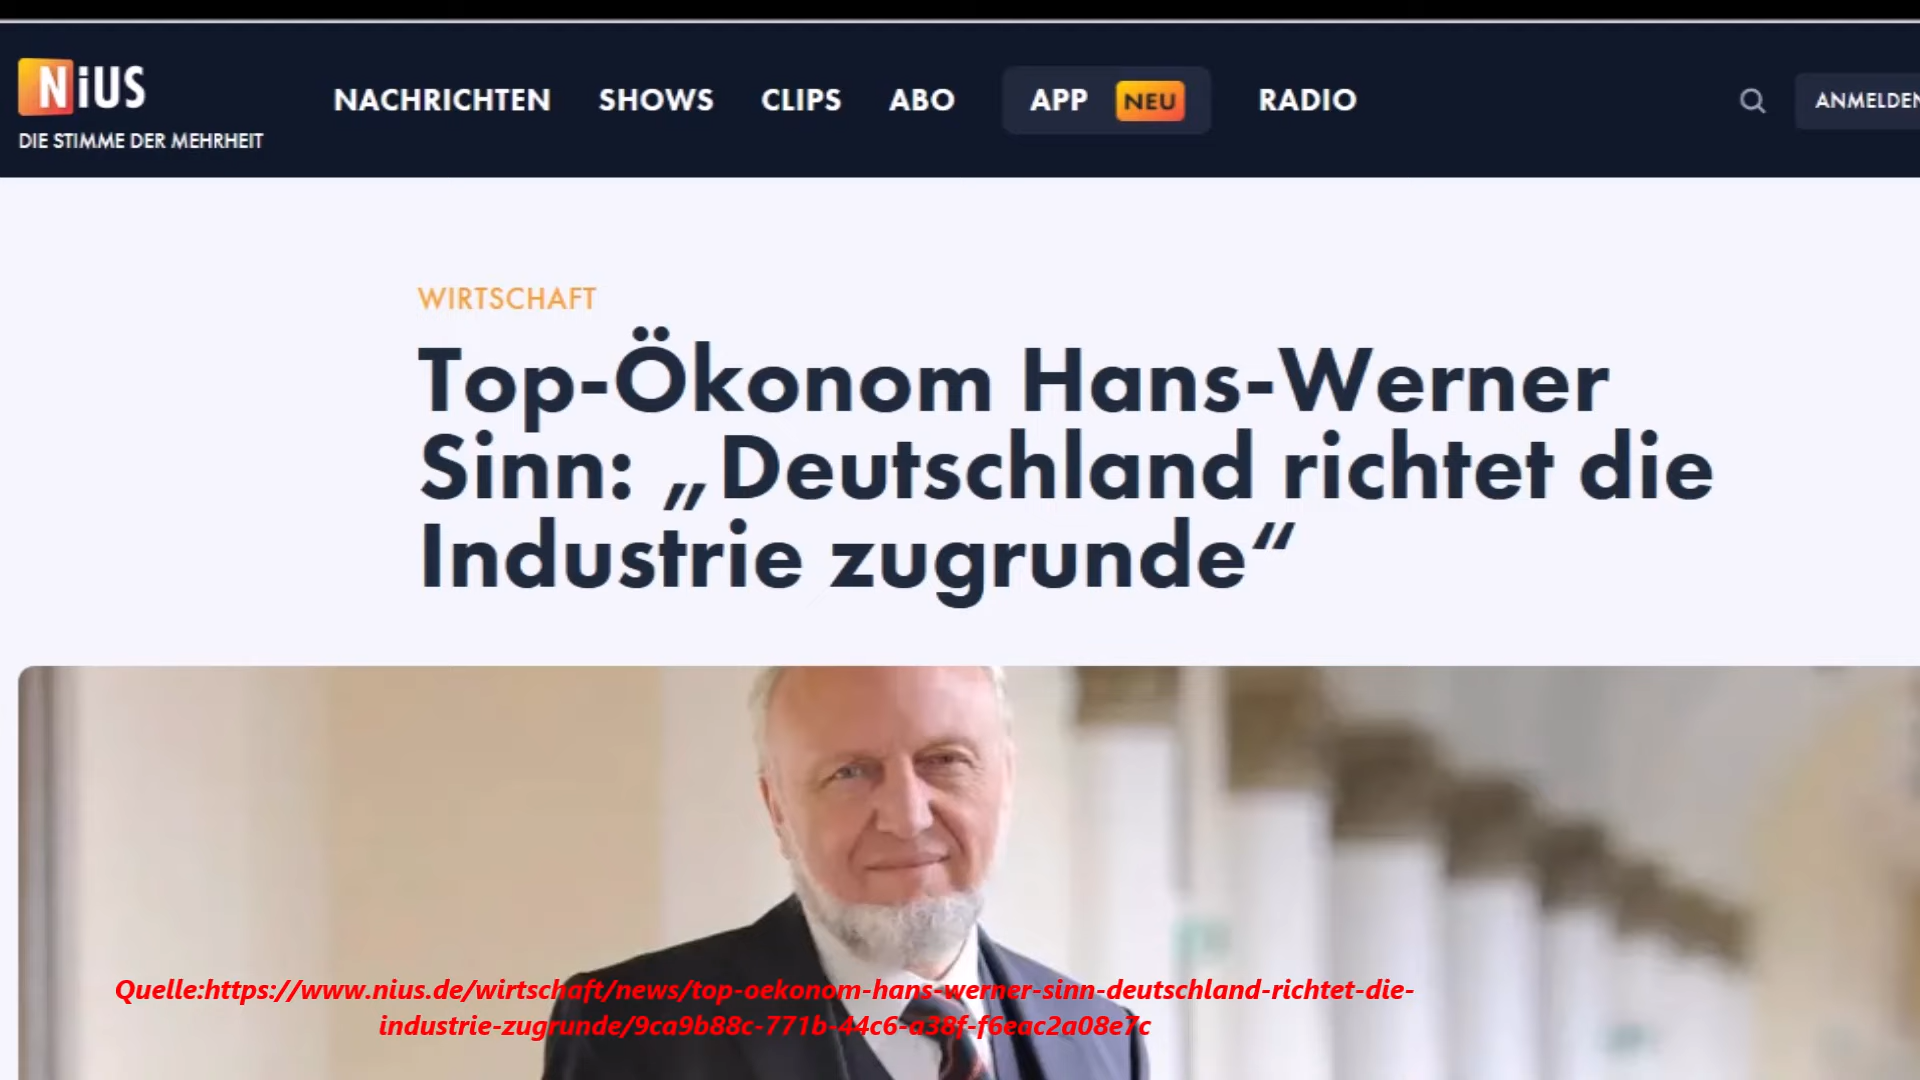 NiUS
DIE STIMME DER MEHRHEIT
NACHRICHTEN SHOWS CLIPS ABO APP NEU RADIO
ANMELDEN
WIRTSCHAFT
Top-Ökonom Hans-Werner
Sinn: „Deutschland richtet die
Industrie zugrunde“
Quelle:https://www.nius.de/wirtschaft/news/top-oekonom-hans-werner-sinn-deutschland-richtet-die-
industrie-zugrunde/9ca9b88c-771b-44c6-a38f-f6eac2a08e7c